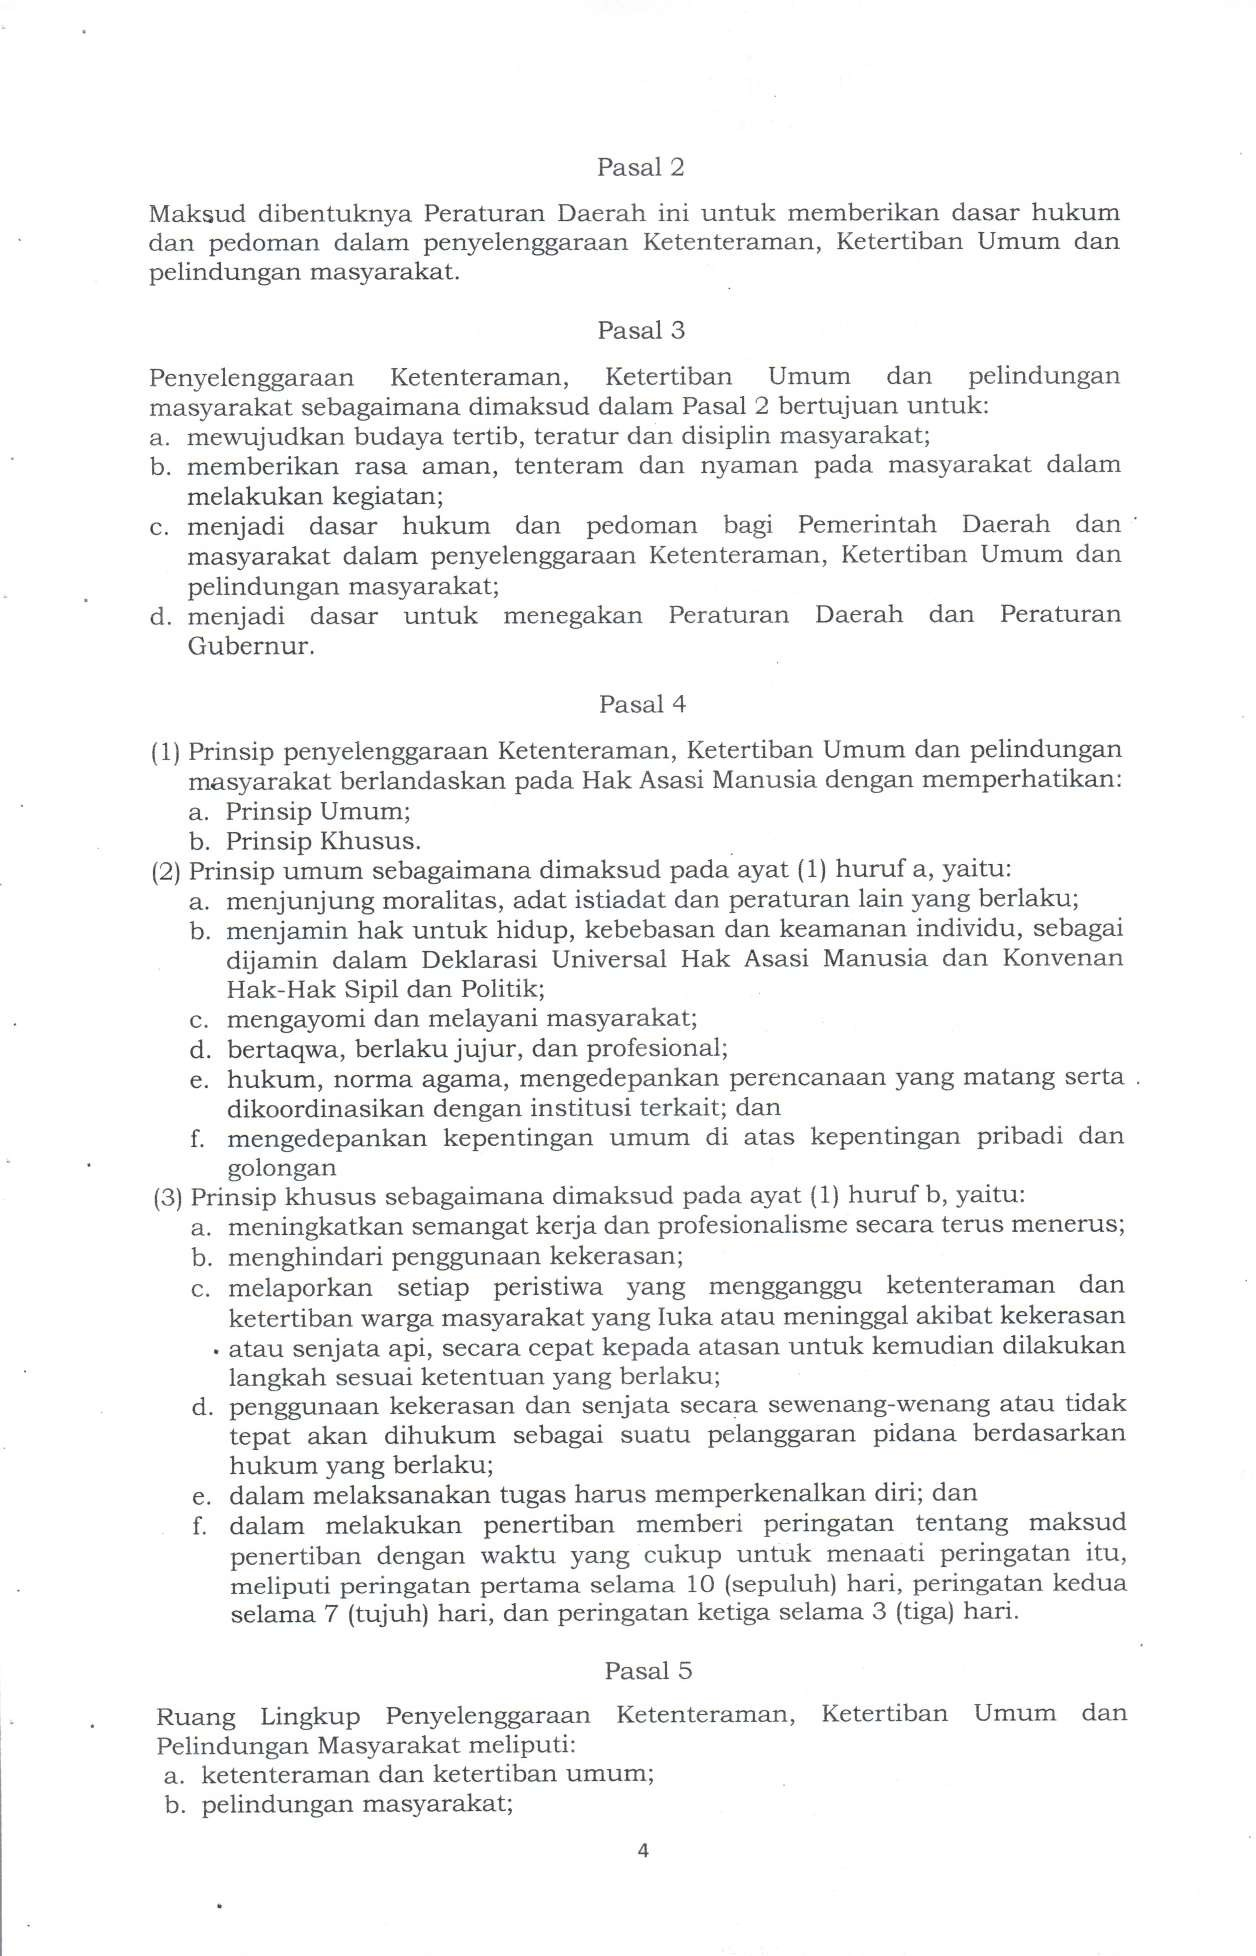 Pasal 2
Maksud dibentuknya Peraturan Daerah ini untuk memberikan dasar hukum
dan pedoman dalam penyelenggaraan Ketenteraman, Ketertiban Umum dan
pelindungan masyarakat.
Pasal 3
Penyelenggaraan Ketenteraman, Ketertiban Umum dan pelindungan
masyarakat sebagaimana dimaksud dalam Pasal 2 bertujuan untuk:
a. mewujudkan budaya tertib, teratur dan disiplin masyarakat;
b. memberikan rasa aman, tenteram dan nyaman pada masyarakat dalam
melakukan kegiatan;
c. menjadi dasar hukum dan pedoman bagi Pemerintah Daerah dan
masyarakat dalam penyelenggaraan Ketenteraman, Ketertiban Umum dan
pelindungan masyarakat;
d. menjadi dasar untuk menegakan Peraturan Daerah dan Peraturan
Gubernur.
Pasal 4
(1) Prinsip penyelenggaraan Ketenteraman, Ketertiban Umum dan pelindungan
masyarakat berlandaskan pada Hak Asasi Manusia dengan memperhatikan:
a. Prinsip Umum;
b. Prinsip Khusus.
(2) Prinsip umum sebagaimana dimaksud pada ayat (1) huruf a, yaitu:
a. menjunjung moralitas, adat istiadat dan peraturan lain yang berlaku;
b. menjamin hak untuk hidup, kebebasan dan keamanan individu, sebagai
dijamin dalam Deklarasi Universal Hak Asasi Manusia dan Konvenan
Hak-Hak Sipil dan Politik;
c. mengayomi dan melayani masyarakat;
d. bertaqwa, berlaku jujur, dan profesional;
e. hukum, norma agama, mengedepankan perencanaan yang matang serta
dikoordinasikan dengan institusi terkait; dan
f. mengedepankan kepentingan umum di atas kepentingan pribadi dan
golongan
(3) Prinsip khusus sebagaimana dimaksud pada ayat (1) huruf b, yaitu:
a. meningkatkan semangat kerja dan profesionalisme secara terus menerus;
b. menghindari penggunaan kekerasan;
c. melaporkan setiap peristiwa yang mengganggu ketenteraman dan
ketertiban warga masyarakat yang Iuka atau meninggal akibat kekerasan
atau senjata api, secara cepat kepada atasan untuk kemudian dilakukan
langkah sesuai ketentuan yang berlaku;
d. penggunaan kekerasan dan senjata secara sewenang-wenang atau tidak
tepat akan dihukum sebagai suatu pelanggaran pidana berdasarkan
hukum yang berlaku;
e. dalam melaksanakan tugas harus memperkenalkan diri; dan
f. dalam melakukan penertiban memberi peringatan tentang maksud
penertiban dengan waktu yang cukup untuk menaati peringatan itu,
meliputi peringatan pertama selama 10 (sepuluh) hari, peringatan kedua
selama 7 (tujuh) hari, dan peringatan ketiga selama 3 (tiga) hari.
Pasal 5
Ruang Lingkup Penyelenggaraan Ketenteraman, Ketertiban Umum dan
Pelindungan Masyarakat meliputi:
a. ketenteraman dan ketertiban umum;
b. pelindungan masyarakat;
4